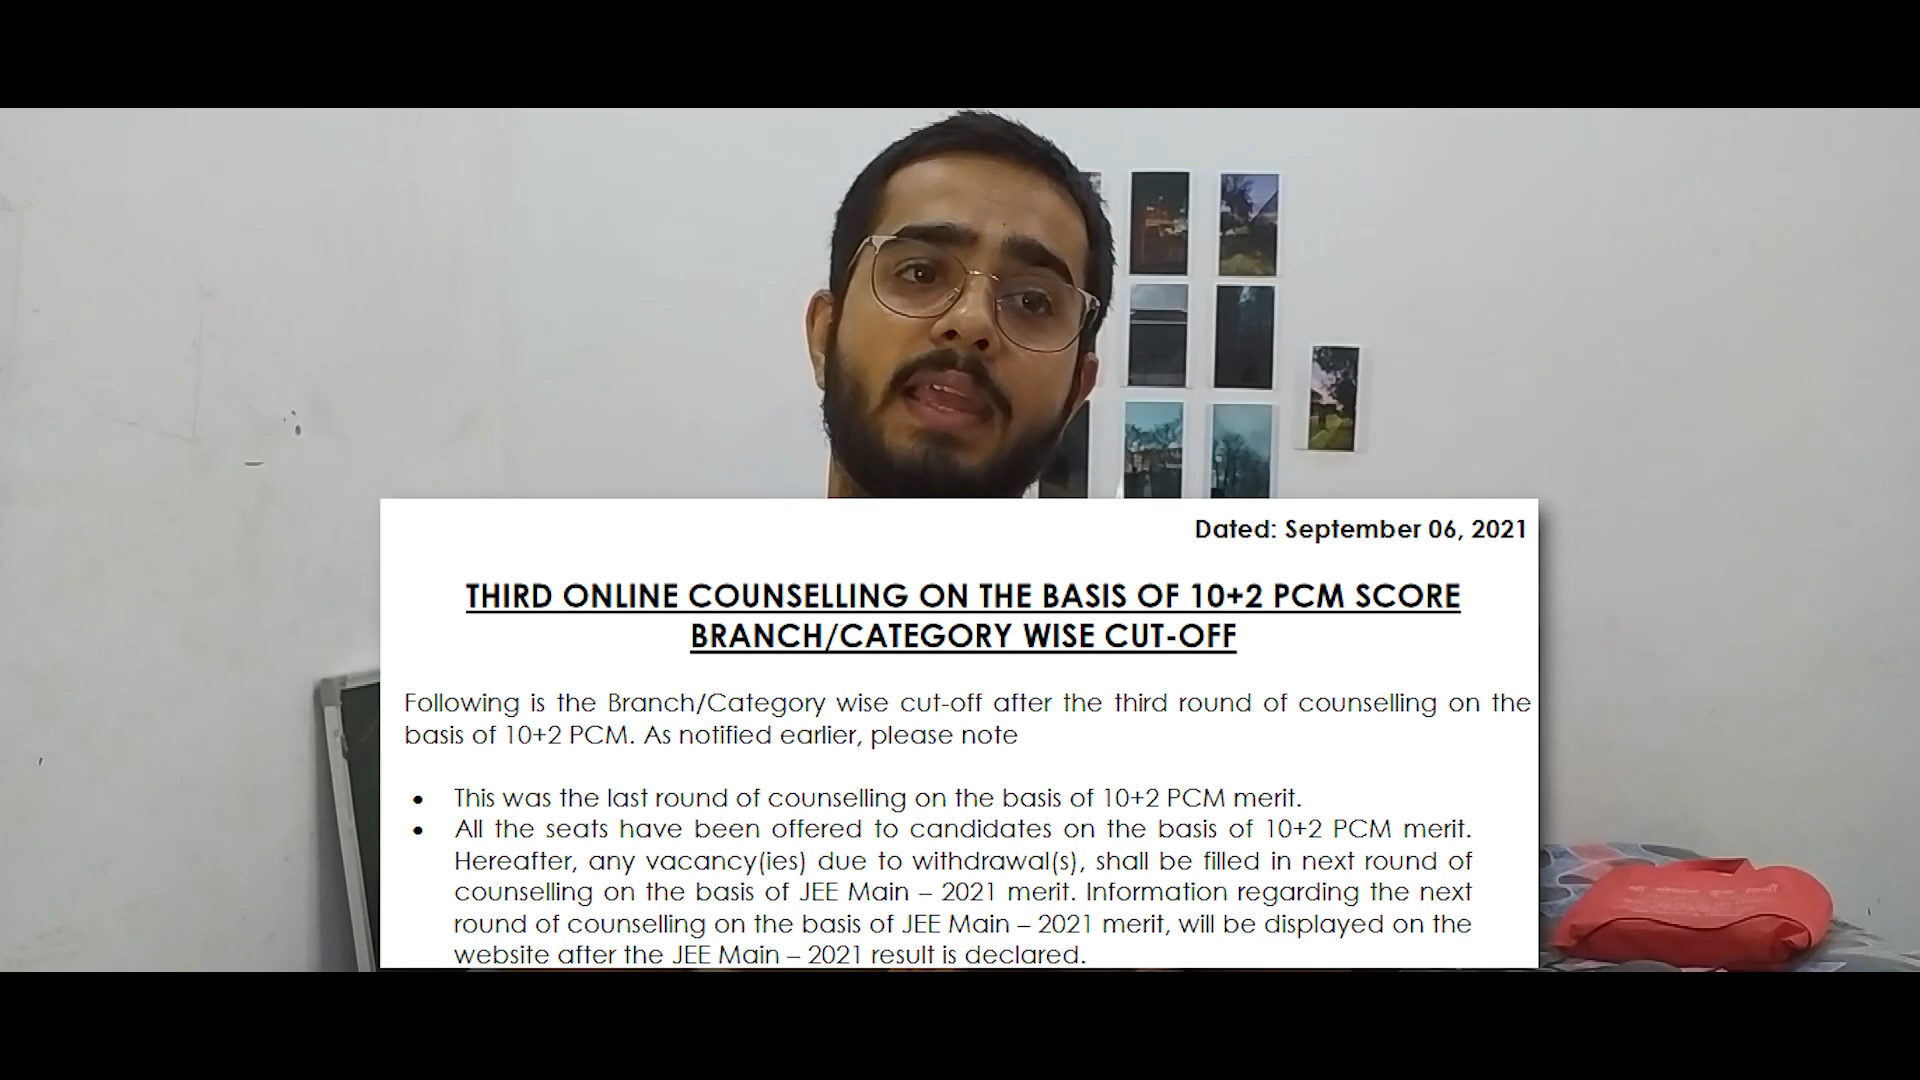 Dated: September 06, 2021
THIRD ONLINE COUNSELLING ON THE BASIS OF 10+2 PCM SCORE
BRANCH/CATEGORY WISE CUT-OFF
Following is the Branch/Category wise cut-off after the third round of counselling on the
basis of 10+2 PCM. As notified earlier, please note
• This was the last round of counselling on the basis of 10+2 PCM merit.
• All the seats have been offered to candidates on the basis of 10+2 PCM merit.
Hereafter, any vacancy(ies) due to withdrawal(s), shall be filled in next round of
counselling on the basis of JEE Main – 2021 merit. Information regarding the next
round of counselling on the basis of JEE Main – 2021 merit, will be displayed on the
website after the JEE Main – 2021 result is declared.